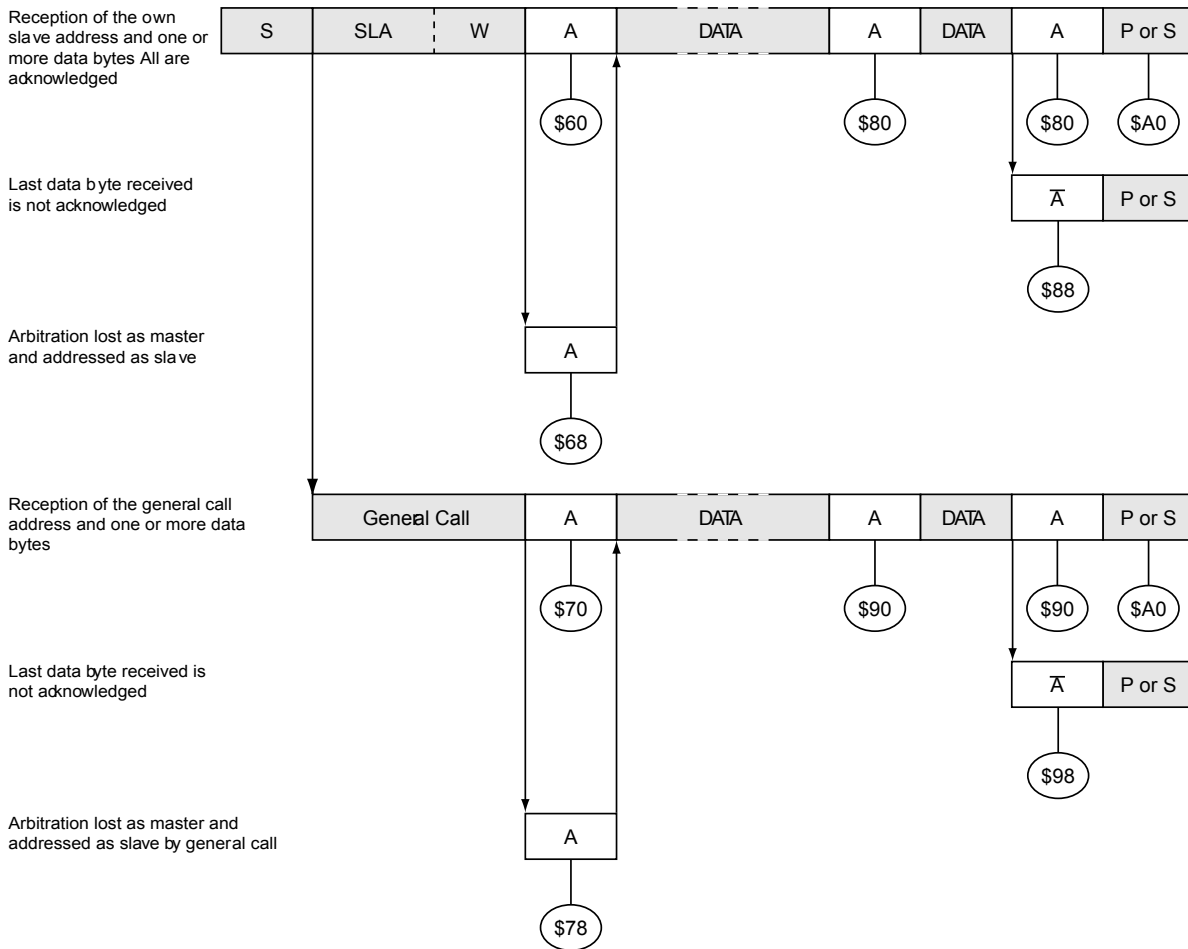 Reception of the own
slave address and one or
more data bytes All are
acknowledged
S SLA W A DATA A DATA A P or S
$60 $80 $80 $A0
Last data byte received
is not acknowledged
A̅ P or S
$88
Arbitration lost as master
and addressed as slave
A
$68
Reception of the general call
address and one or more data
bytes
General Call A DATA A DATA A P or S
$70 $90 $90 $A0
Last data byte received is
not acknowledged
A̅ P or S
$98
Arbitration lost as master and
addressed as slave by general call
A
$78